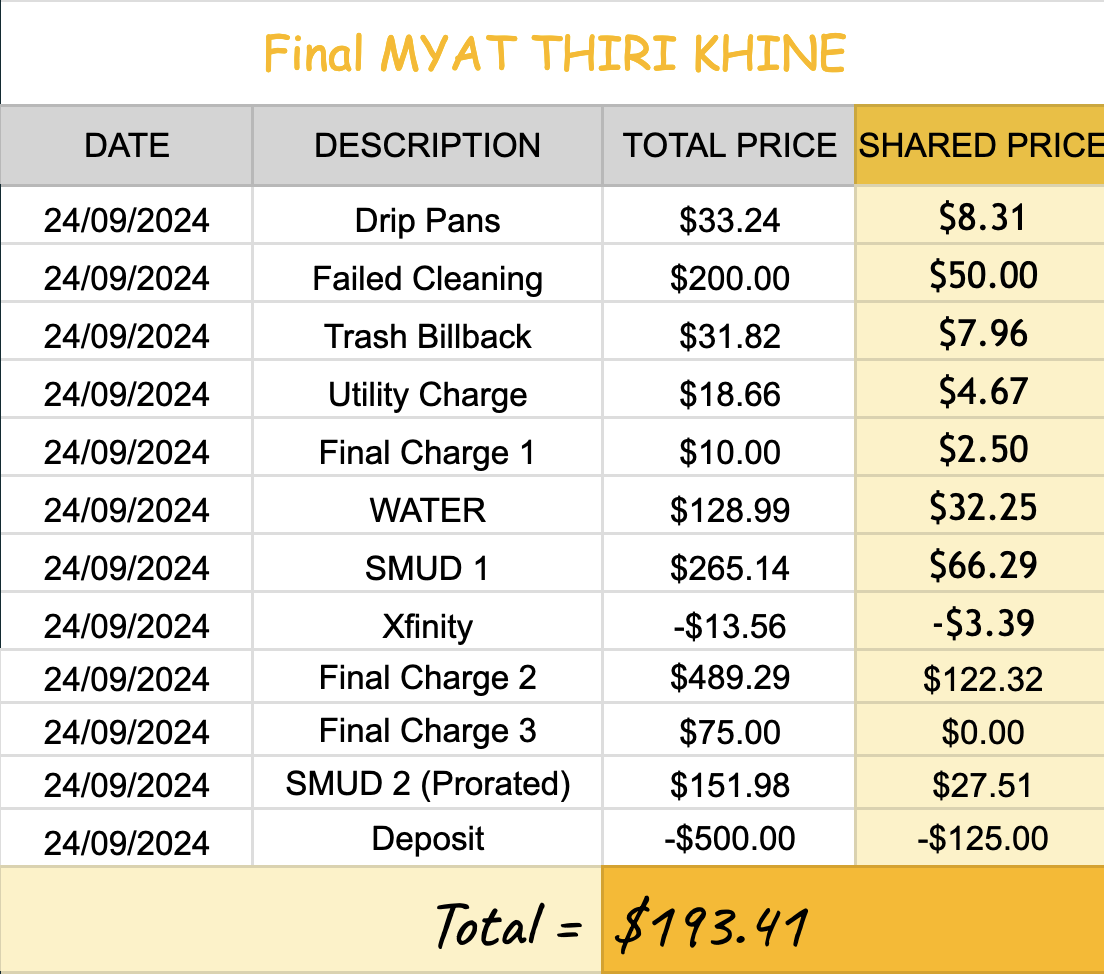 Final MYAT THIRI KHINE
DATE DESCRIPTION TOTAL PRICE SHARED PRICE
24/09/2024 Drip Pans $33.24 $8.31
24/09/2024 Failed Cleaning $200.00 $50.00
24/09/2024 Trash Billback $31.82 $7.96
24/09/2024 Utility Charge $18.66 $4.67
24/09/2024 Final Charge 1 $10.00 $2.50
24/09/2024 WATER $128.99 $32.25
24/09/2024 SMUD 1 $265.14 $66.29
24/09/2024 Xfinity -$13.56 -$3.39
24/09/2024 Final Charge 2 $489.29 $122.32
24/09/2024 Final Charge 3 $75.00 $0.00
24/09/2024 SMUD 2 (Prorated) $151.98 $27.51
24/09/2024 Deposit -$500.00 -$125.00
Total = $193.41